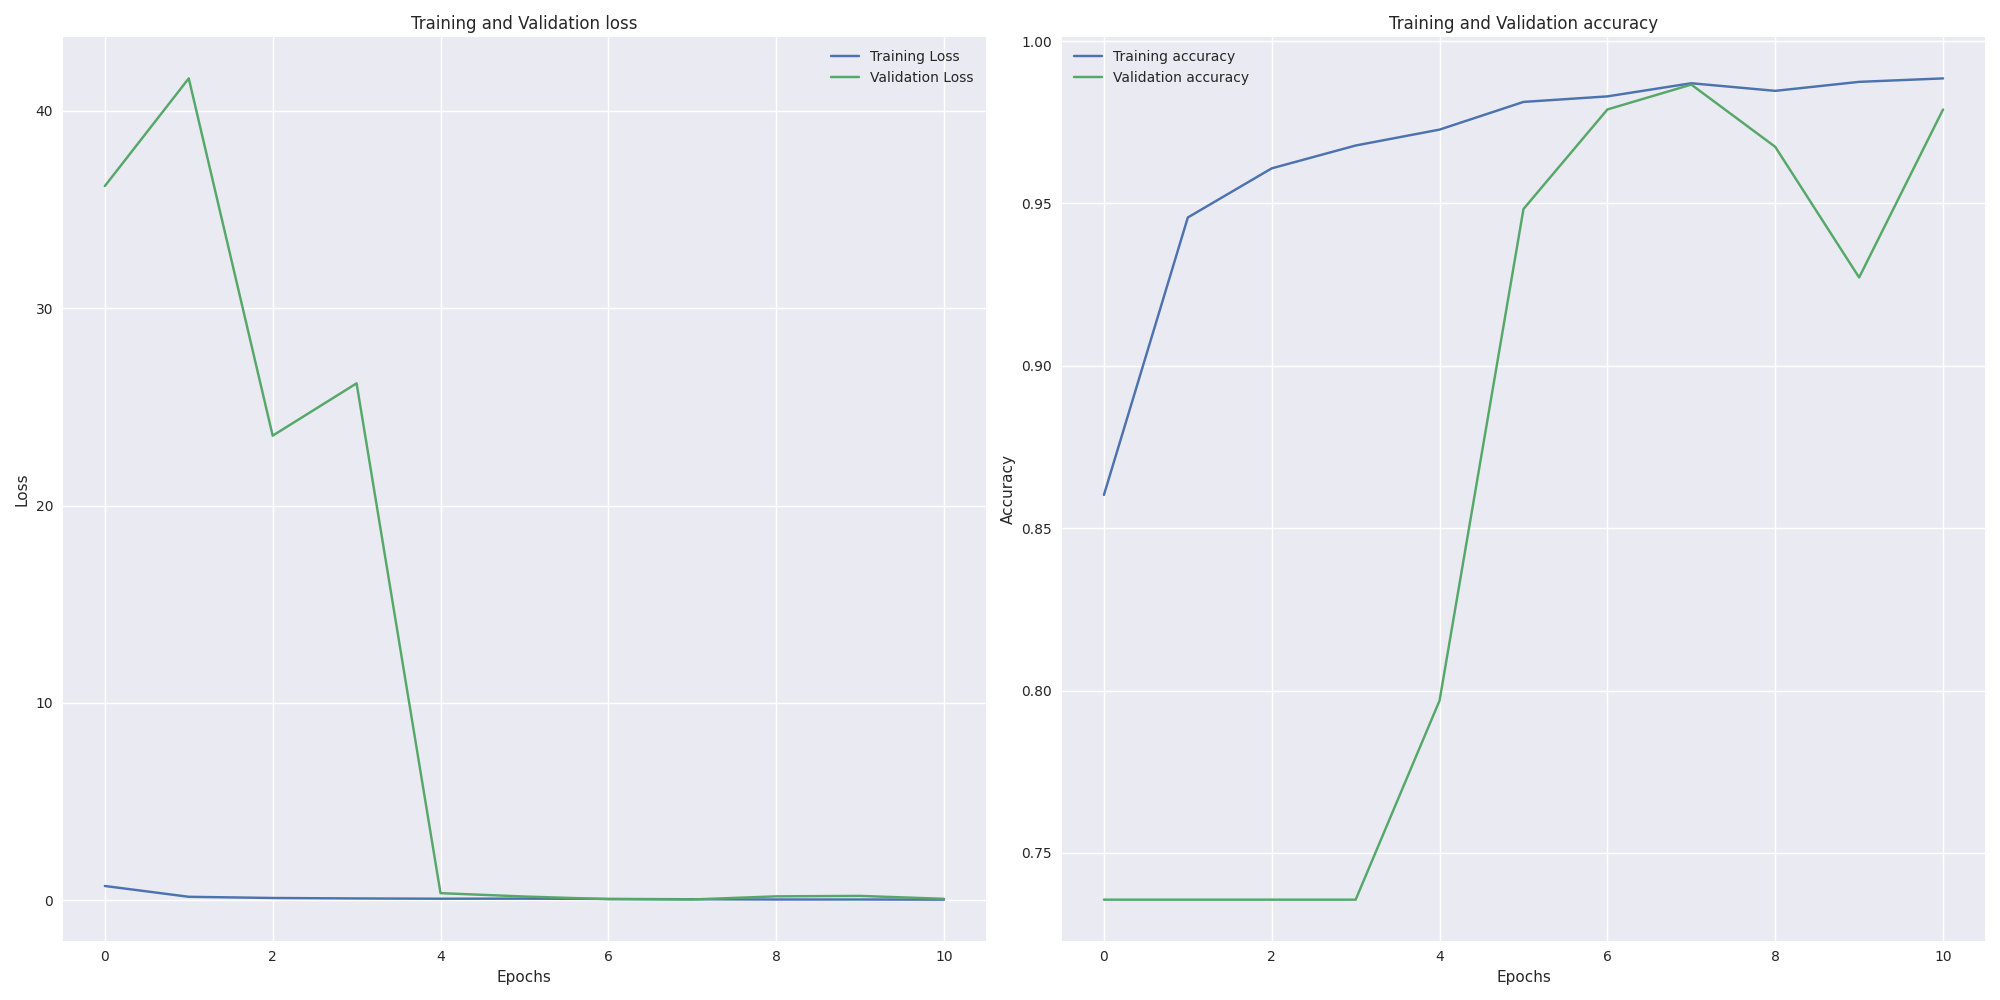 Training and Validation loss
Training Loss
Validation Loss
40
30
20
10
0
Loss
0 2 4 6 8 10
Epochs
Training and Validation accuracy
Training accuracy
Validation accuracy
1.00
0.95
0.90
0.85
0.80
0.75
Accuracy
0 2 4 6 8 10
Epochs